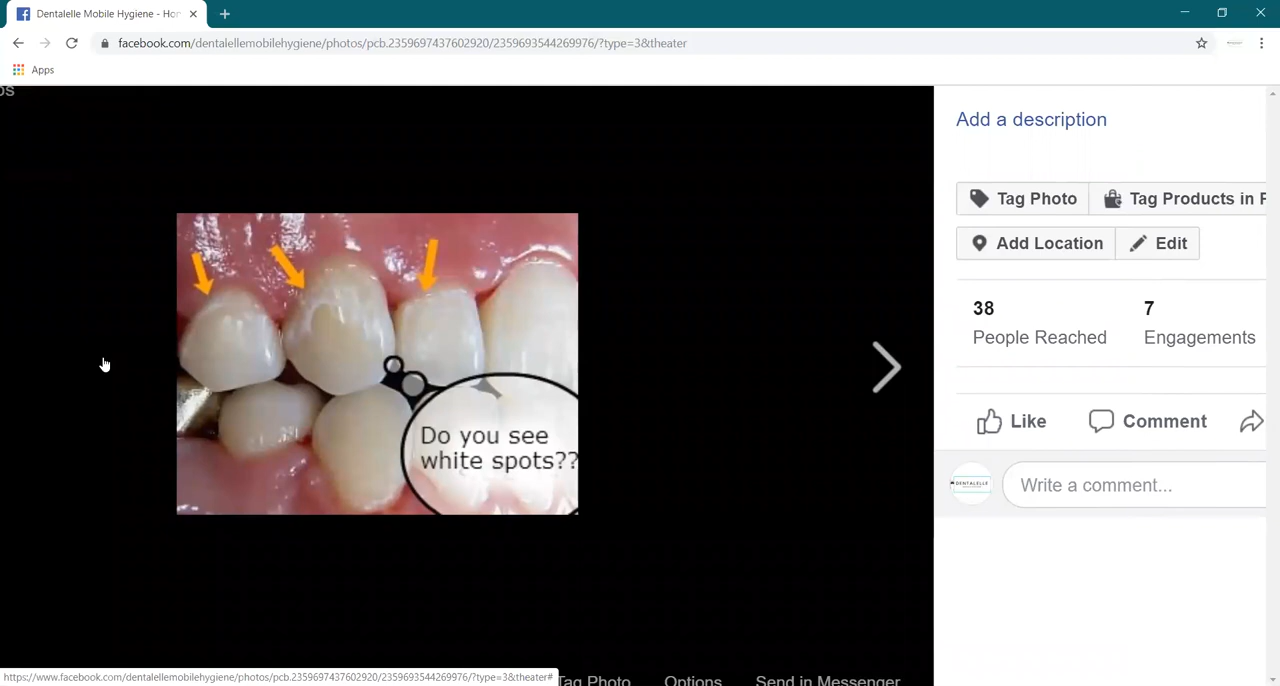 Dentalelle Mobile Hygiene - Hor
facebook.com/dentalellemobilehygiene/photos/pcb.2359697437602920/2359693544269976/?type=3&theater
Apps
os
Add a description
Tag Photo
Tag Products in P
Add Location
Edit
38
7
People Reached
Engagements
Do you see
white spots??
Like
Comment
DENTALELLE
Write a comment...
https://www.facebook.com/dentalellemobilehygiene/photos/pcb.2359697437602920/2359693544269976/?type=3&theater#
Tag Photo
Options
Send in Messenger